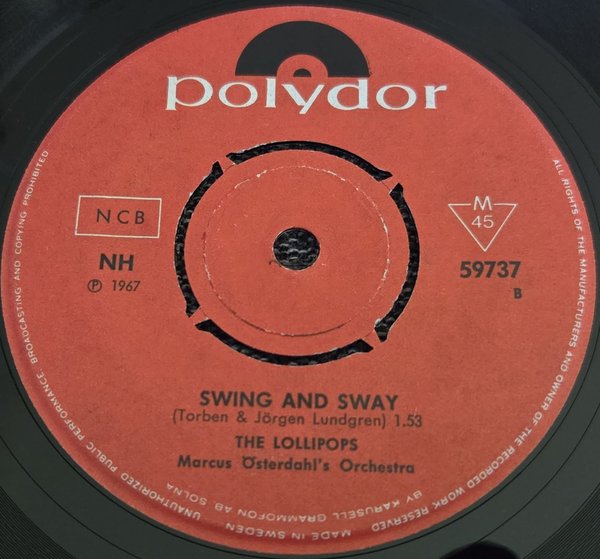 polydor
NCB
NH
℗ 1967
M
45
59737
B
SWING AND SWAY
(Torben & Jörgen Lundgren) 1.53
THE LOLLIPOPS
Marcus Österdahl's Orchestra
ALL RIGHTS OF THE MANUFACTURERS AND OWNER OF THE RECORDED WORK RESERVED
UNAUTHORIZED PUBLIC PERFORMANCE, BROADCASTING AND COPYING PROHIBITED
MADE IN SWEDEN BY KARUSELL GRAMMOFON AB SOLNA